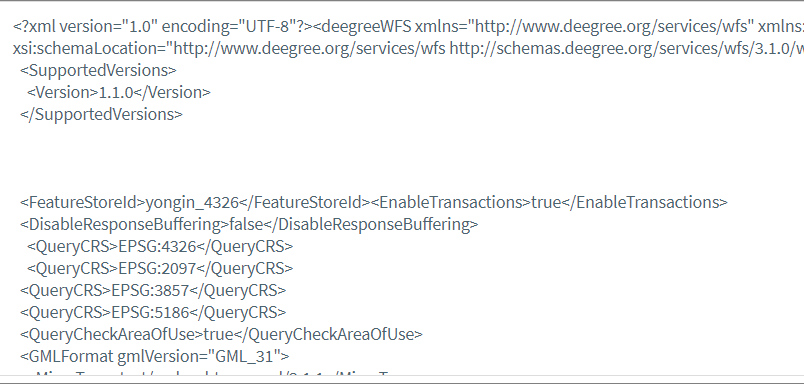 <?xml version="1.0" encoding="UTF-8"?><deegreeWFS xmlns="http://www.deegree.org/services/wfs" xmlns:
xsi:schemaLocation="http://www.deegree.org/services/wfs http://schemas.deegree.org/services/wfs/3.1.0/w
<SupportedVersions>
<Version>1.1.0</Version>
</SupportedVersions>
<FeatureStoreId>yongin_4326</FeatureStoreId><EnableTransactions>true</EnableTransactions>
<DisableResponseBuffering>false</DisableResponseBuffering>
<QueryCRS>EPSG:4326</QueryCRS>
<QueryCRS>EPSG:2097</QueryCRS>
<QueryCRS>EPSG:3857</QueryCRS>
<QueryCRS>EPSG:5186</QueryCRS>
<QueryCheckAreaOfUse>true</QueryCheckAreaOfUse>
<GMLFormat gmlVersion="GML_31">